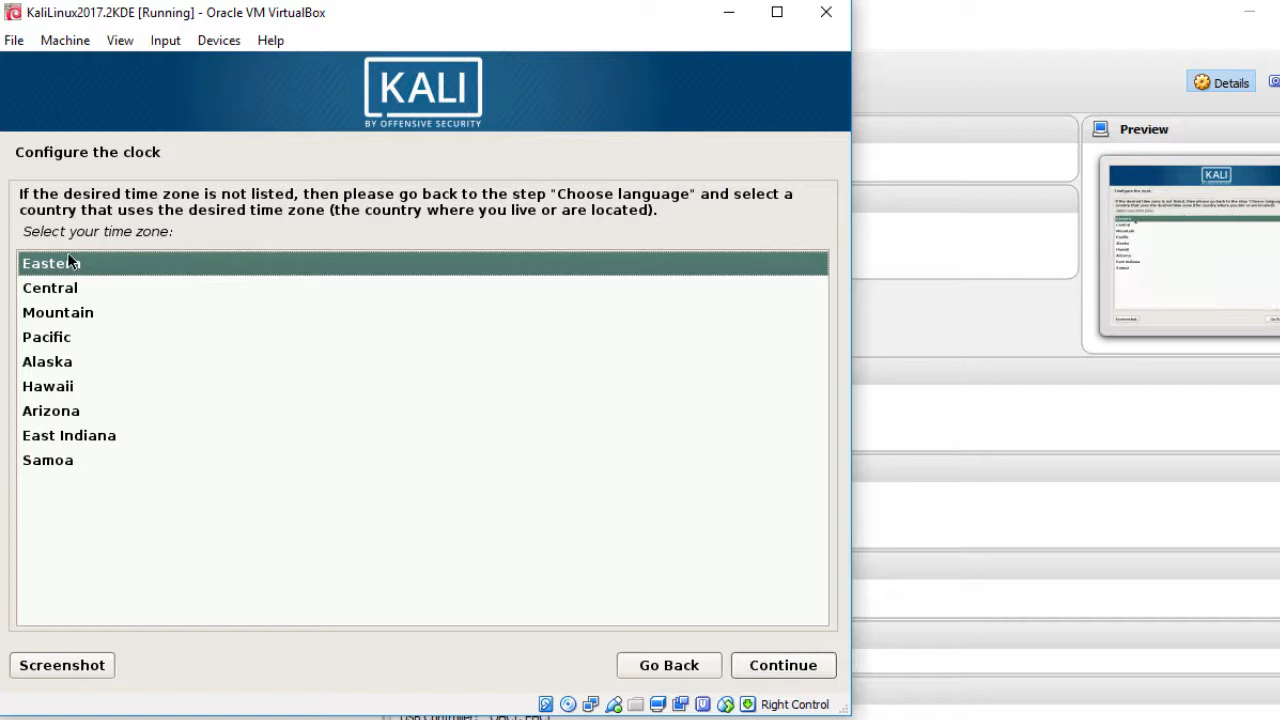 KaliLinux2017.2KDE [Running] - Oracle VM VirtualBox
File Machine View Input Devices Help
Details
KALI
BY OFFENSIVE SECURITY
Preview
Configure the clock
If the desired time zone is not listed, then please go back to the step "Choose language" and select a
country that uses the desired time zone (the country where you live or are located).
Select your time zone:
Eastern
Central
Mountain
Pacific
Alaska
Hawaii
Arizona
East Indiana
Samoa
KALI
Screenshot
Go Back
Continue
Right Control